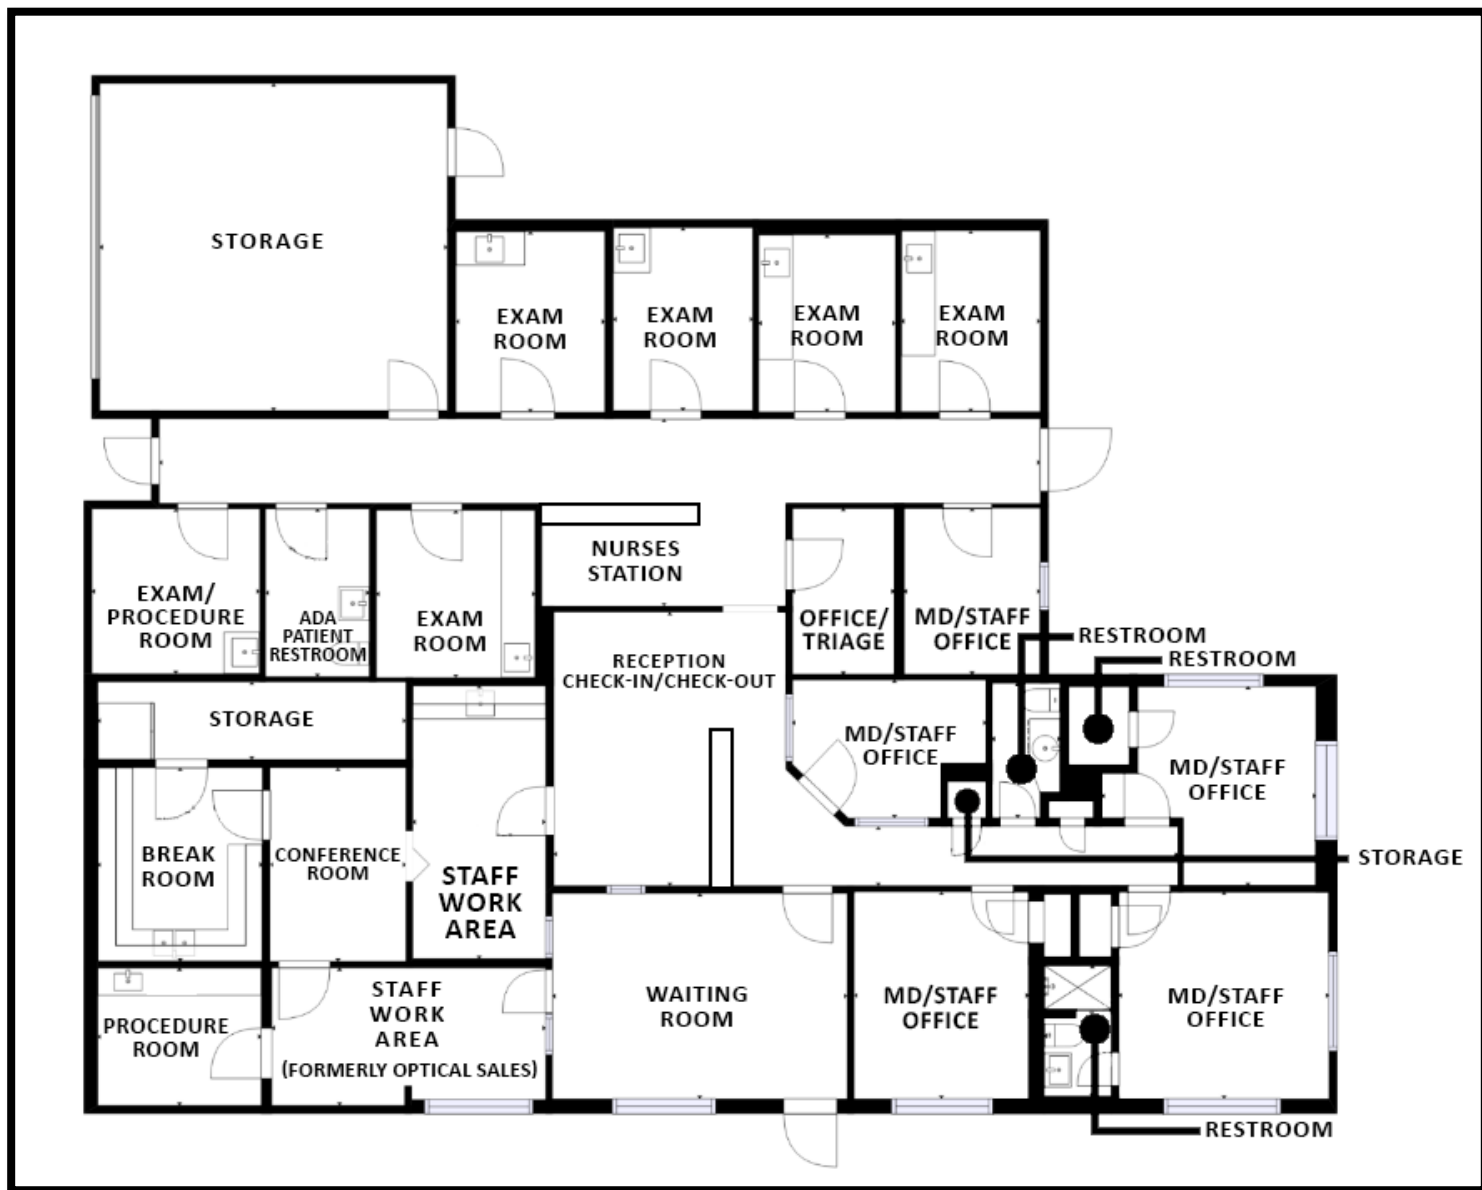 STORAGE
EXAM
ROOM
EXAM
ROOM
EXAM
ROOM
EXAM
ROOM
EXAM/
PROCEDURE
ROOM
ADA
PATIENT
RESTROOM
EXAM
ROOM
NURSES
STATION
OFFICE/
TRIAGE
MD/STAFF
OFFICE
RESTROOM
RESTROOM
RECEPTION
CHECK-IN/CHECK-OUT
STORAGE
MD/STAFF
OFFICE
MD/STAFF
OFFICE
BREAK
ROOM
CONFERENCE
ROOM
STAFF
WORK
AREA
STORAGE
PROCEDURE
ROOM
STAFF
WORK
AREA
(FORMERLY OPTICAL SALES)
WAITING
ROOM
MD/STAFF
OFFICE
MD/STAFF
OFFICE
RESTROOM